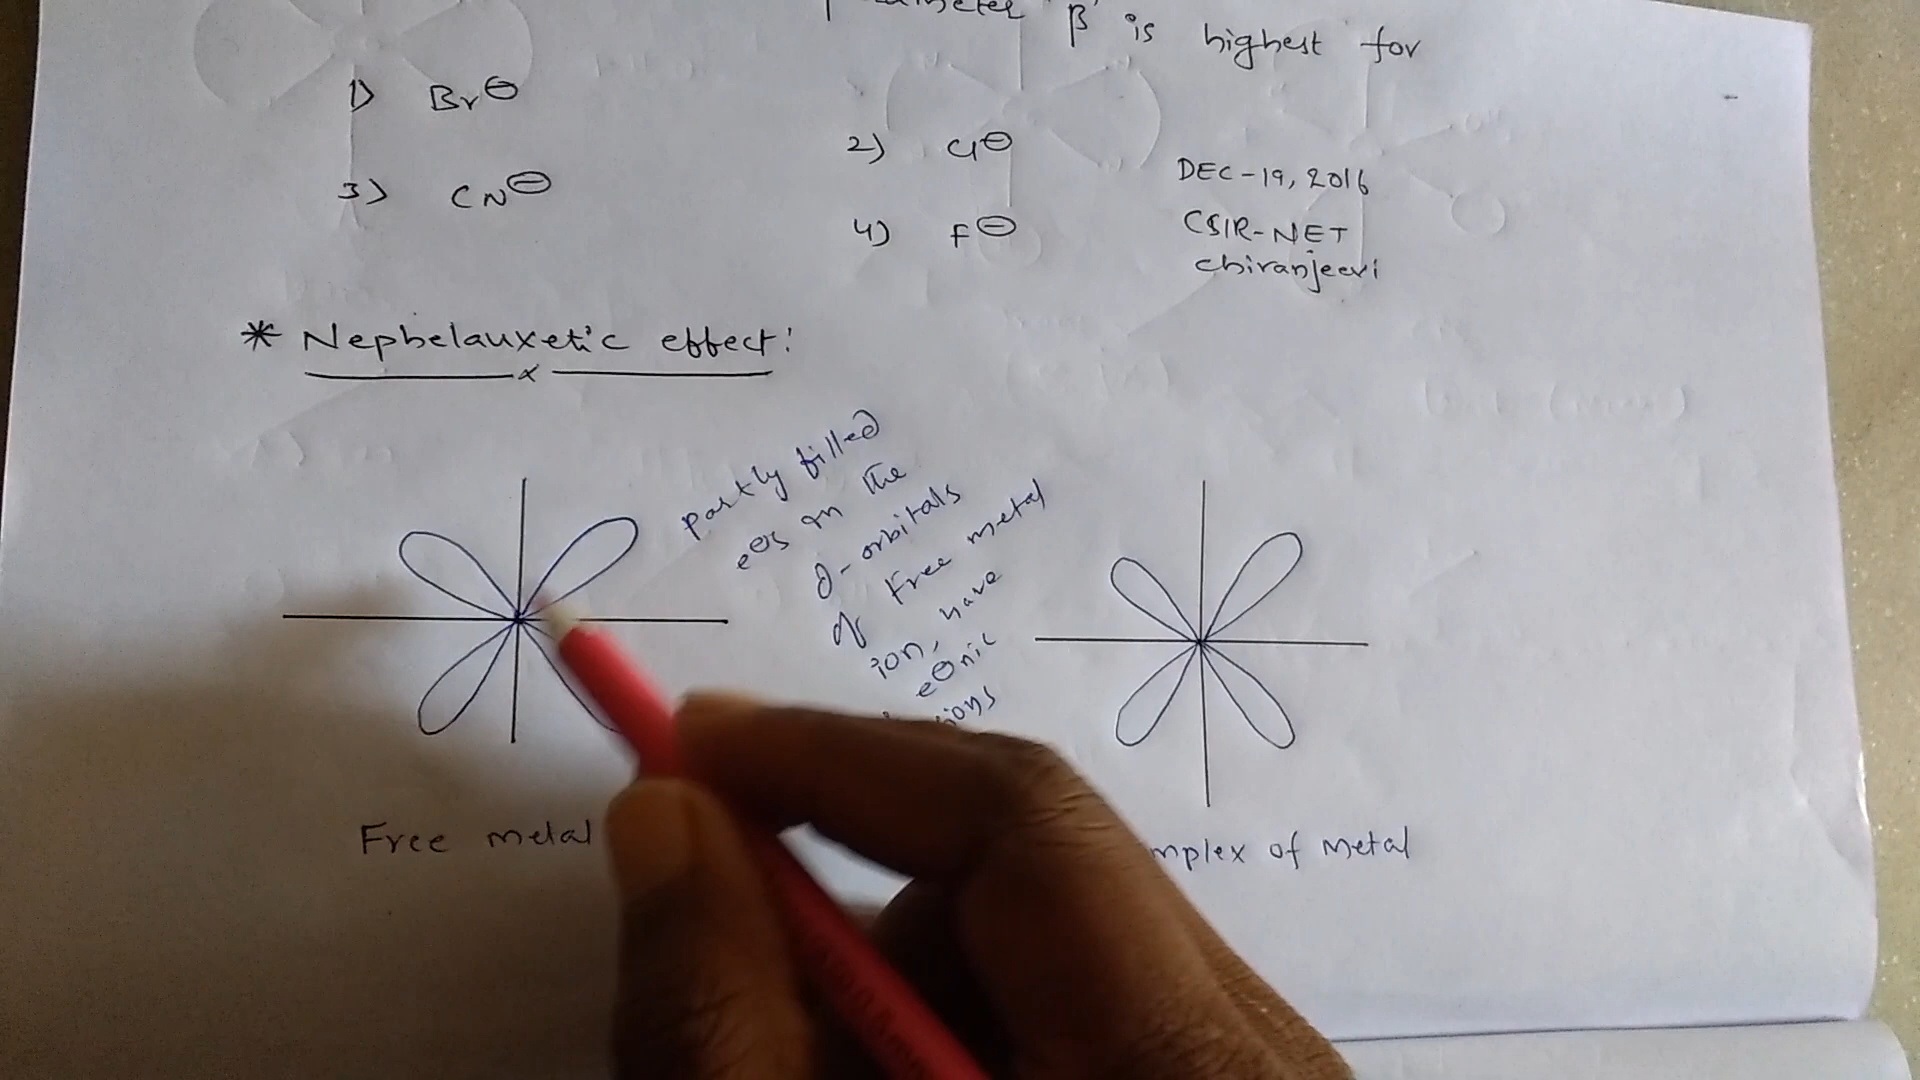 β is highest for
1) Br⊖
2) Cl⊖
3) CN⊖
4) F⊖
DEC-19, 2016
CSIR-NET
chiranjeevi
* Nephelauxetic effect:
partly filled
e⊖s in the
d-orbitals
of Free metal
ion, have
e⊖nic
Free metal
of metal